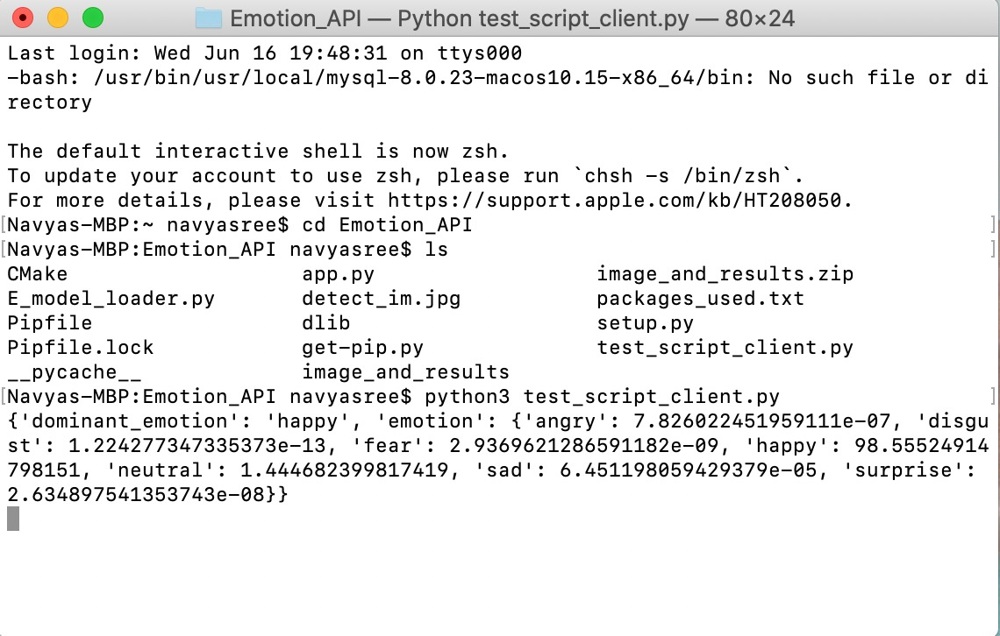 Emotion_API — Python test_script_client.py — 80×24
Last login: Wed Jun 16 19:48:31 on ttys000
-bash: /usr/bin/usr/local/mysql-8.0.23-macos10.15-x86_64/bin: No such file or di
rectory
The default interactive shell is now zsh.
To update your account to use zsh, please run `chsh -s /bin/zsh`.
For more details, please visit https://support.apple.com/kb/HT208050.
[Navyas-MBP:~ navyasree$ cd Emotion_API ]
[Navyas-MBP:Emotion_API navyasree$ ls ]
CMake app.py image_and_results.zip
E_model_loader.py detect_im.jpg packages_used.txt
Pipfile dlib setup.py
Pipfile.lock get-pip.py test_script_client.py
__pycache__ image_and_results
[Navyas-MBP:Emotion_API navyasree$ python3 test_script_client.py ]
{'dominant_emotion': 'happy', 'emotion': {'angry': 7.826022451959111e-07, 'disgu
st': 1.224277347335373e-13, 'fear': 2.9369621286591182e-09, 'happy': 98.55524914
798151, 'neutral': 1.444682399817419, 'sad': 6.451198059429379e-05, 'surprise':
2.634897541353743e-08}}